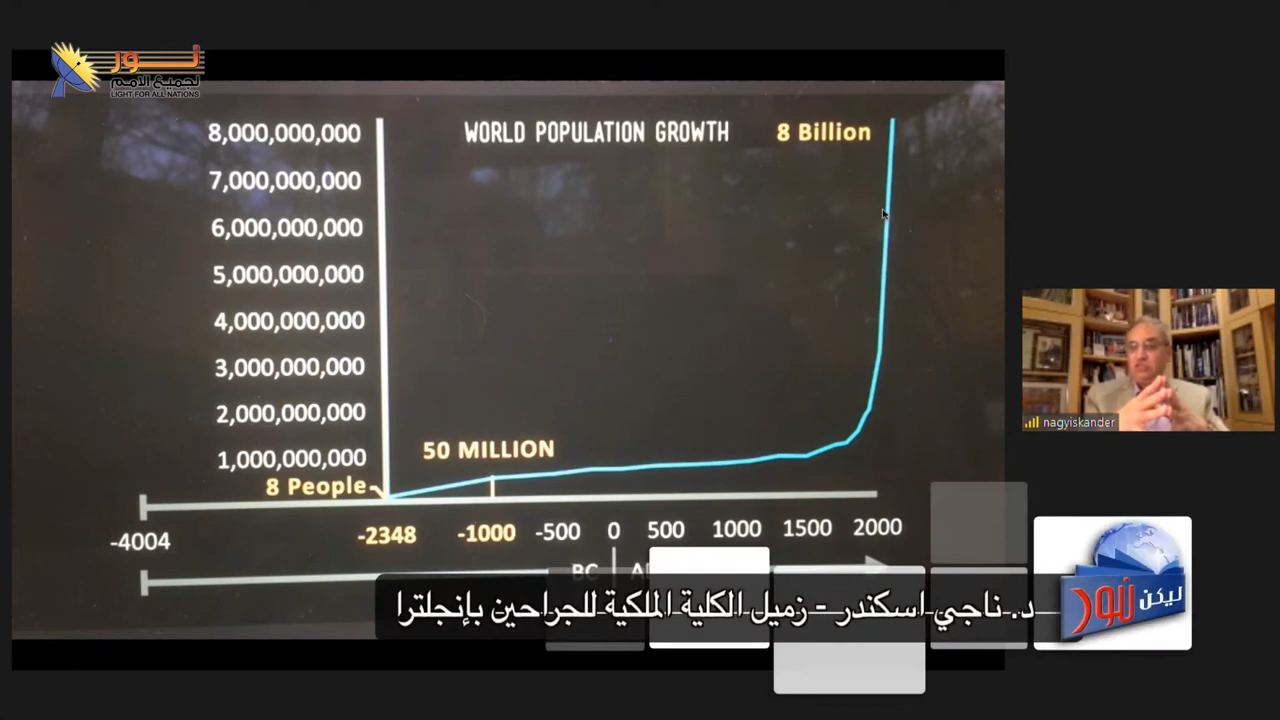 نور
لجميع الأمم
LIGHT FOR ALL NATIONS
WORLD POPULATION GROWTH
8 Billion
8,000,000,000
7,000,000,000
6,000,000,000
5,000,000,000
4,000,000,000
3,000,000,000
2,000,000,000
1,000,000,000
50 MILLION
8 People
-4004
-2348
-1000
-500
0
500
1000
1500
2000
BC
nagyiskander
د. ناجي اسكندر - زميل الكلية الملكية للجراحين بإنجلترا
ليكن نور